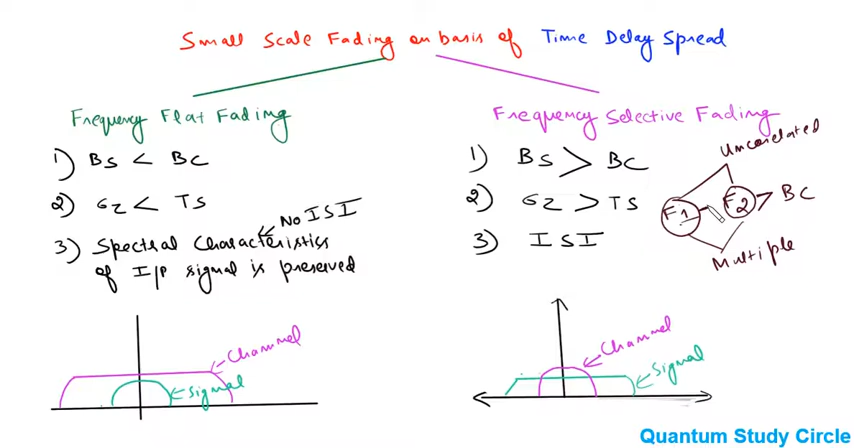 Small Scale Fading on basis of Time Delay Spread
Frequency Flat Fading
1) BS < BC
2) σz < TS
3) Spectral Characteristics
of I/P signal is preserved
No ISI
Channel
Signal
Frequency Selective Fading
1) BS > BC
2) σz > TS
3) ISI
Uncorelated
F1 - F2 > BC
Multiple
Channel
Signal
Quantum Study Circle